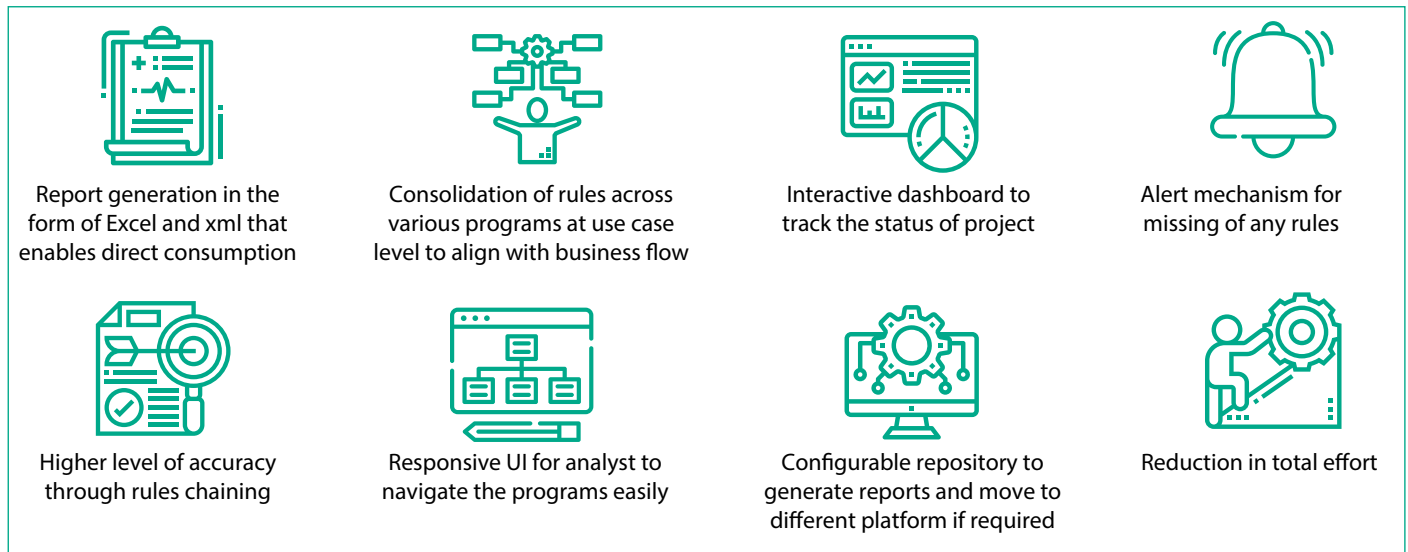 Report generation in the
form of Excel and xml that
enables direct consumption
Consolidation of rules across
various programs at use case
level to align with business flow
Interactive dashboard to
track the status of project
Alert mechanism for
missing of any rules
Higher level of accuracy
through rules chaining
Responsive UI for analyst to
navigate the programs easily
Configurable repository to
generate reports and move to
different platform if required
Reduction in total effort